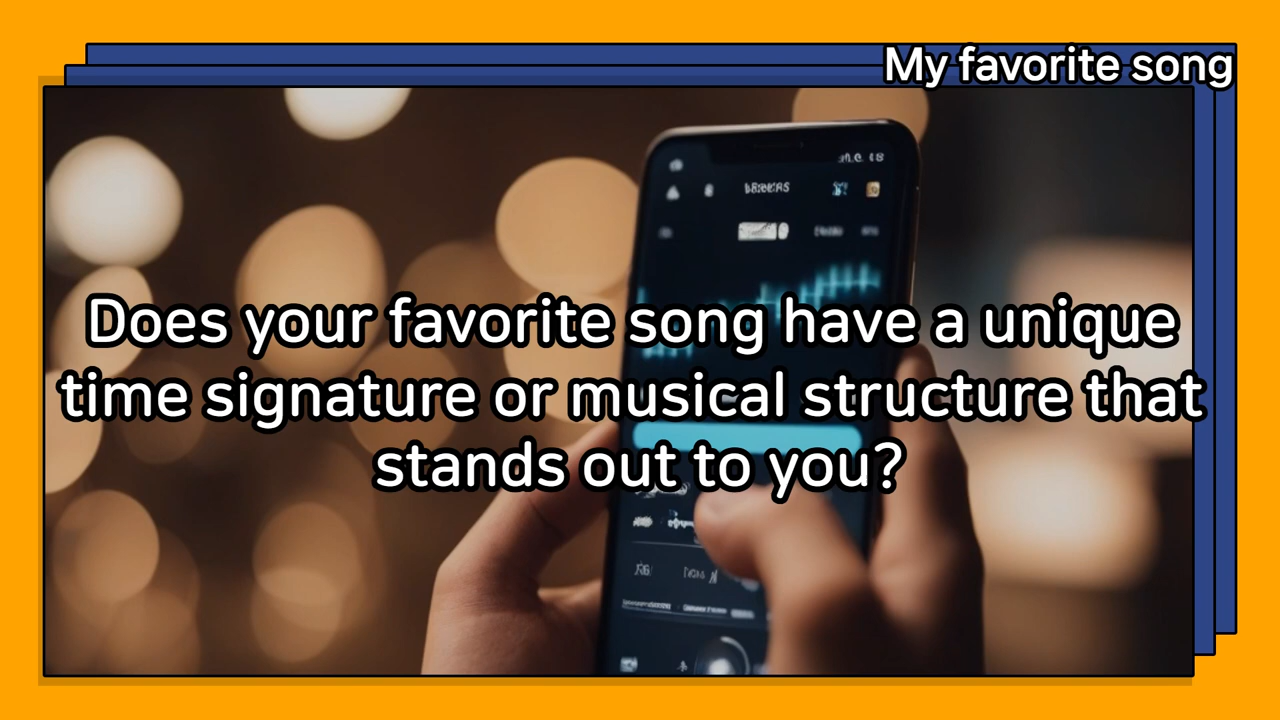 My favorite song
Does your favorite song have a unique
time signature or musical structure that
stands out to you?